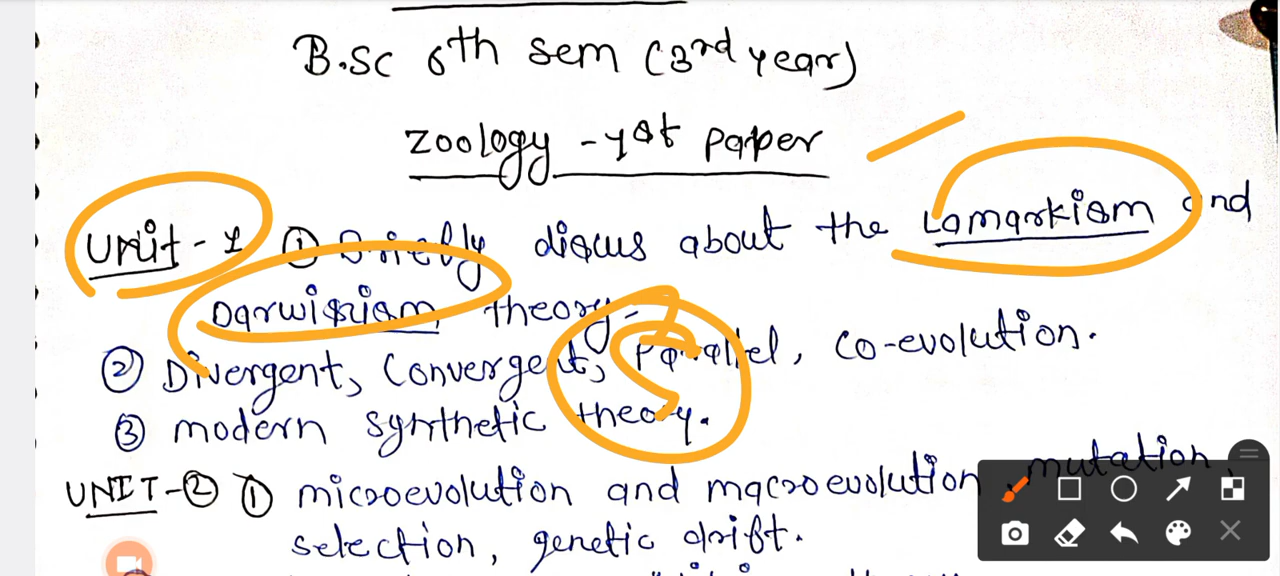 B.Sc 6th sem (3rd year)
Zoology - 1st paper
Unit - 1 ① Briefly discus about the Lamarkism and
Darwinism theory-
② Divergent, Convergent, Parallel, co-evolution.
③ modern synthetic theory.
UNIT-② ① microevolution and macroevolution, mutation,
selection, genetic drift.